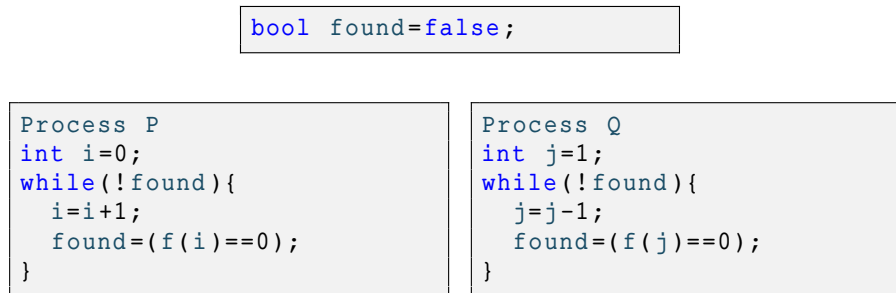 bool found=false;
Process P
int i=0;
while(!found){
  i=i+1;
  found=(f(i)==0);
}
Process Q
int j=1;
while(!found){
  j=j-1;
  found=(f(j)==0);
}